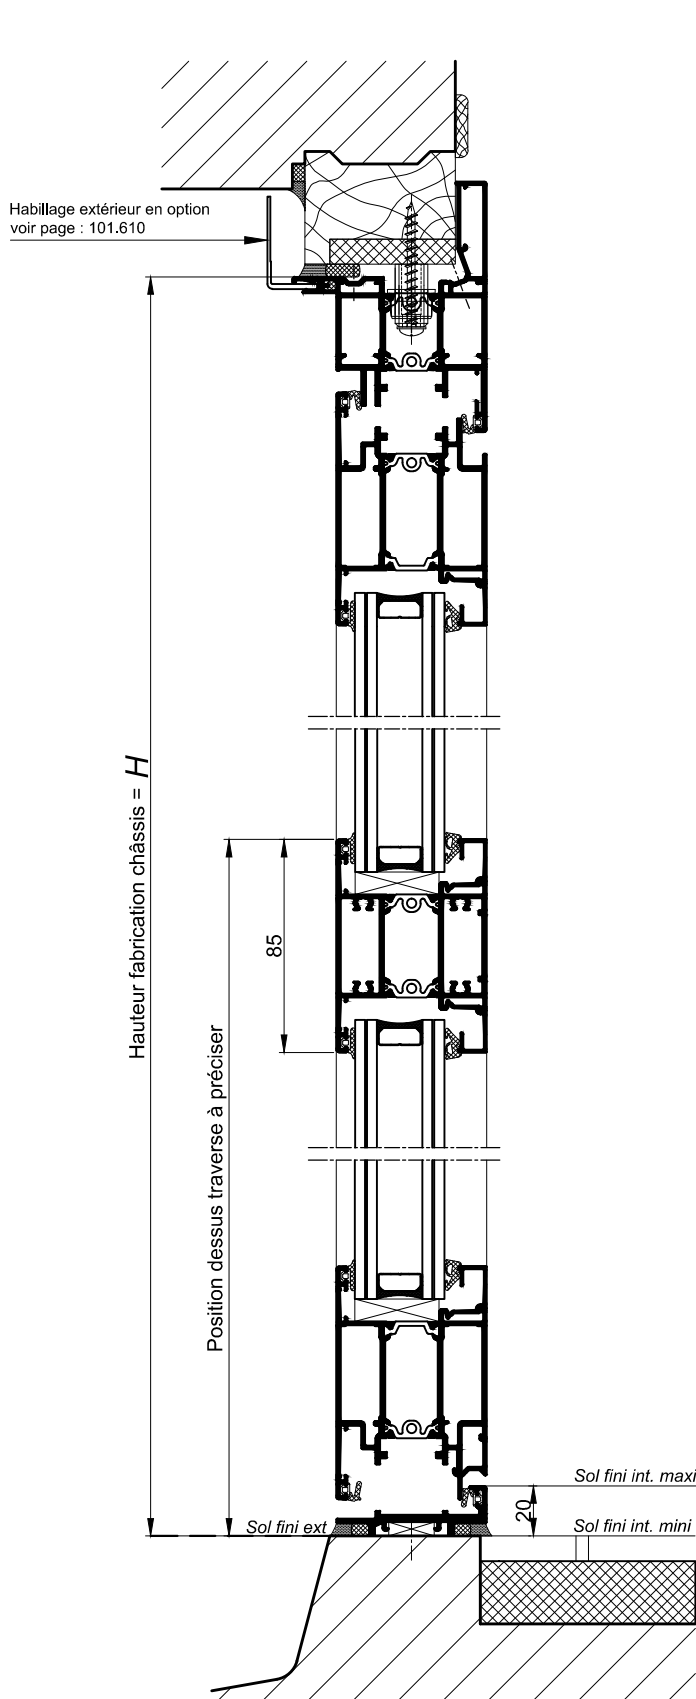 Habillage extérieur en option
voir page : 101.610
Hauteur fabrication châssis = H
85
Position dessus traverse à préciser
Sol fini int. maxi
20
Sol fini ext
Sol fini int. mini